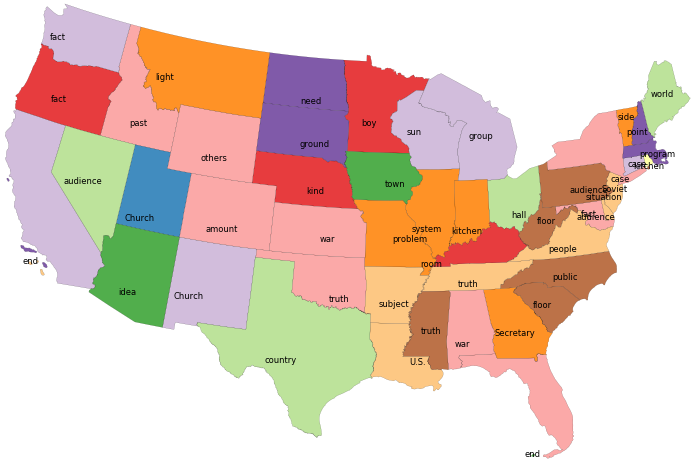 fact
fact
light
past
others
need
ground
boy
sun
group
world
side
point
program
case
kitchen
kind
town
audience
Church
amount
war
system
problem
kitchen
hall
audience
case
Soviet
situation
fact
audience
floor
people
end
idea
Church
truth
room
subject
truth
public
floor
truth
war
Secretary
U.S.
country
end